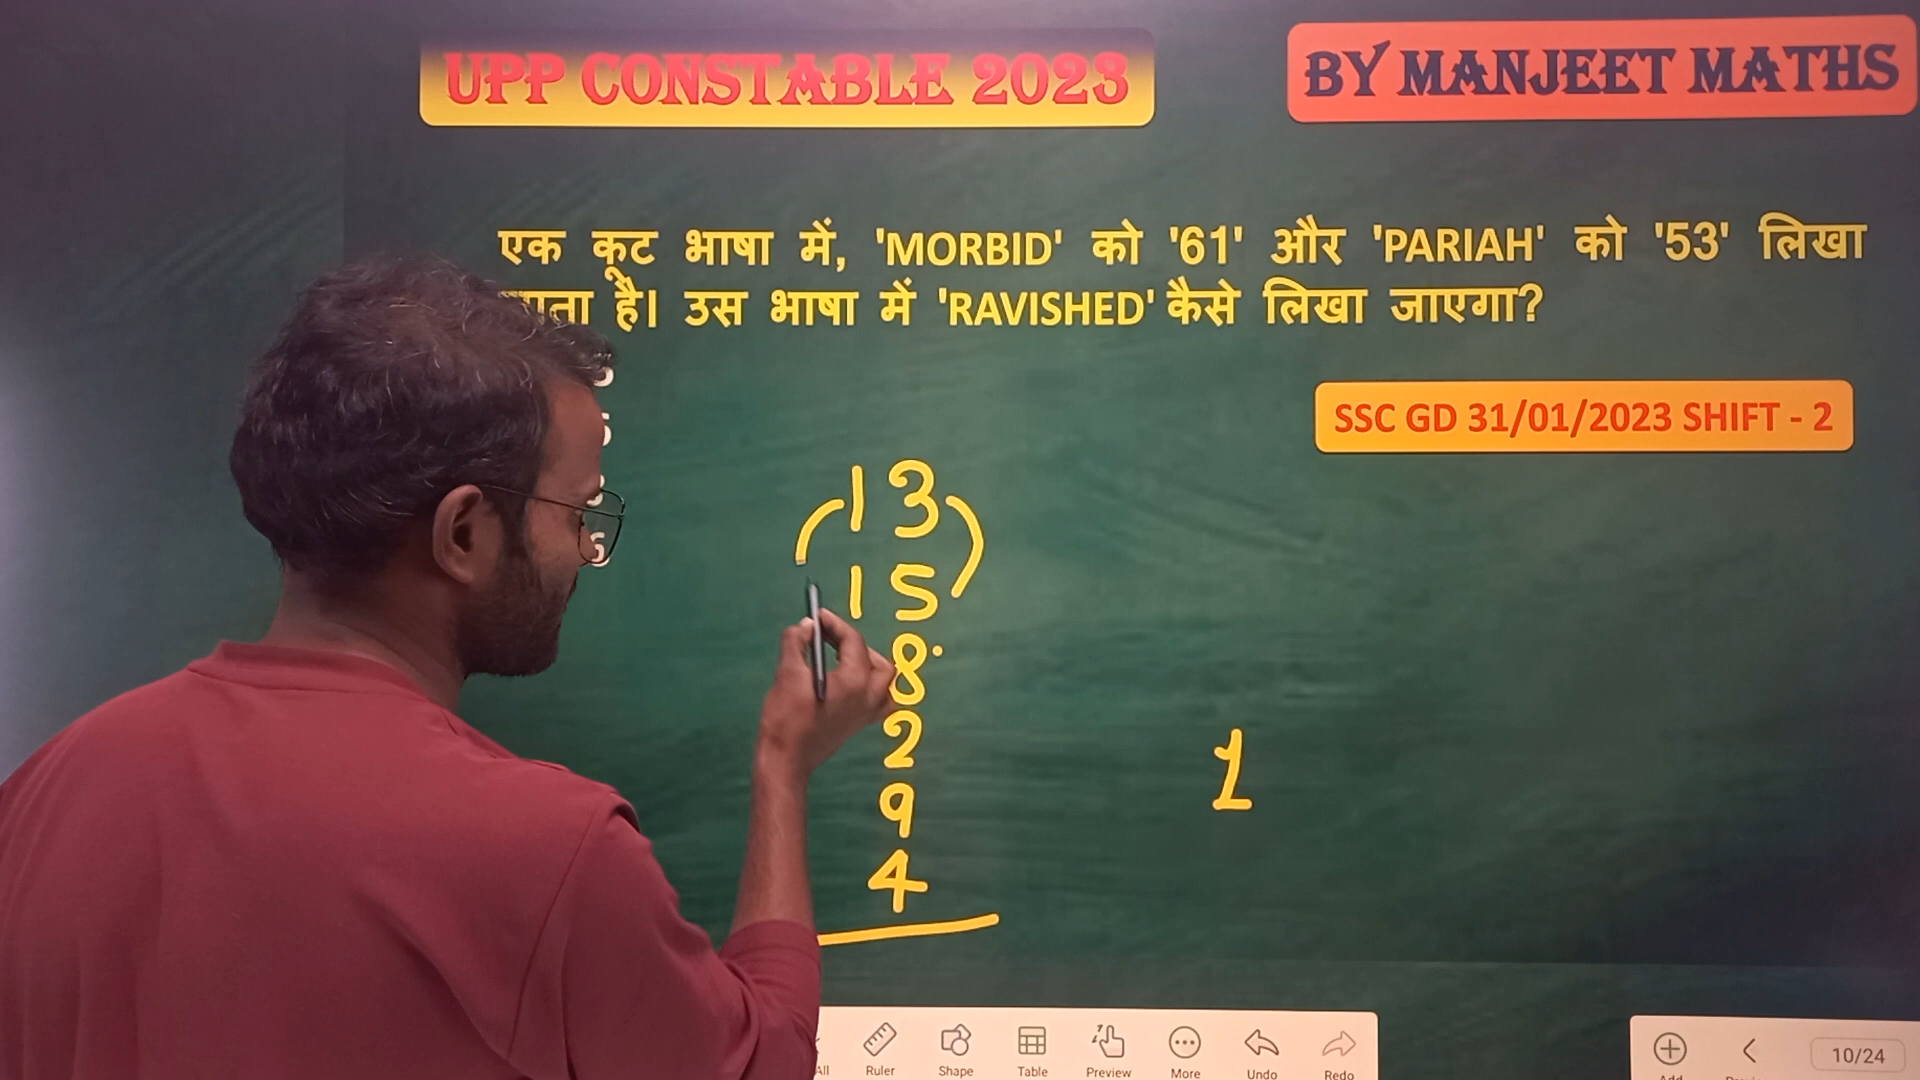 UPP CONSTABLE 2023
BY MANJEET MATHS
एक कूट भाषा में, 'MORBID' को '61' और 'PARIAH' को '53' लिखा
है। उस भाषा में 'RAVISHED' कैसे लिखा जाएगा?
SSC GD 31/01/2023 SHIFT - 2
13
15
8
2
9
4
1
All Ruler Shape Table Preview More Undo Redo
10/24